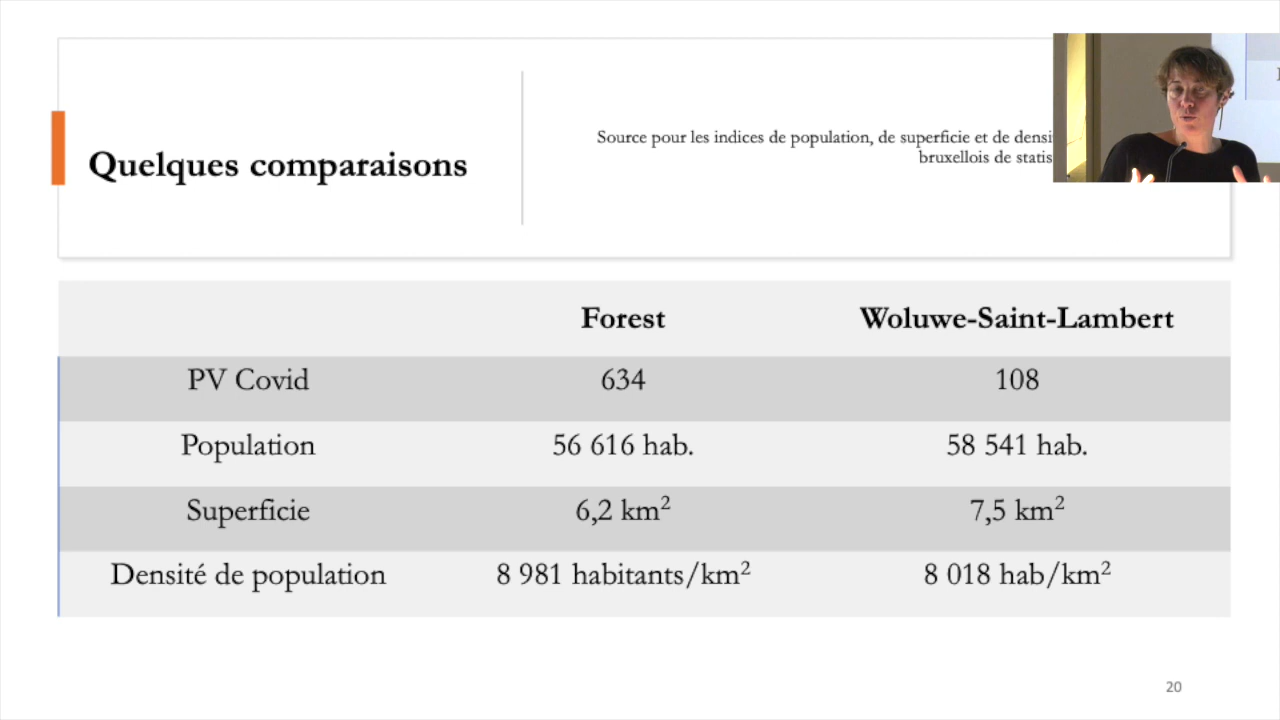 Quelques comparaisons
Source pour les indices de population, de superficie et de
bruxellois de
Forest Woluwe-Saint-Lambert
PV Covid 634 108
Population 56 616 hab. 58 541 hab.
Superficie 6,2 km² 7,5 km²
Densité de population 8 981 habitants/km² 8 018 hab/km²
20